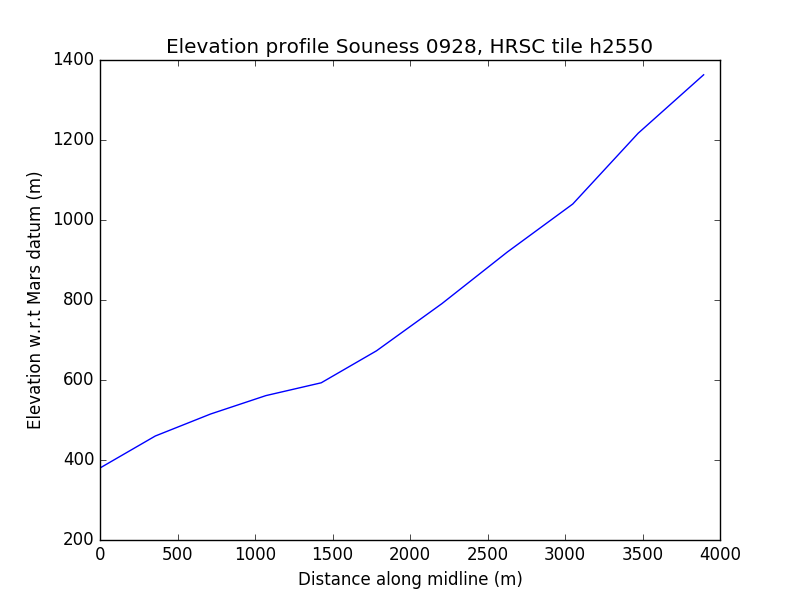 Elevation profile Souness 0928, HRSC tile h2550
1400
1200
1000
800
600
400
200
Elevation w.r.t Mars datum (m)
0 500 1000 1500 2000 2500 3000 3500 4000
Distance along midline (m)